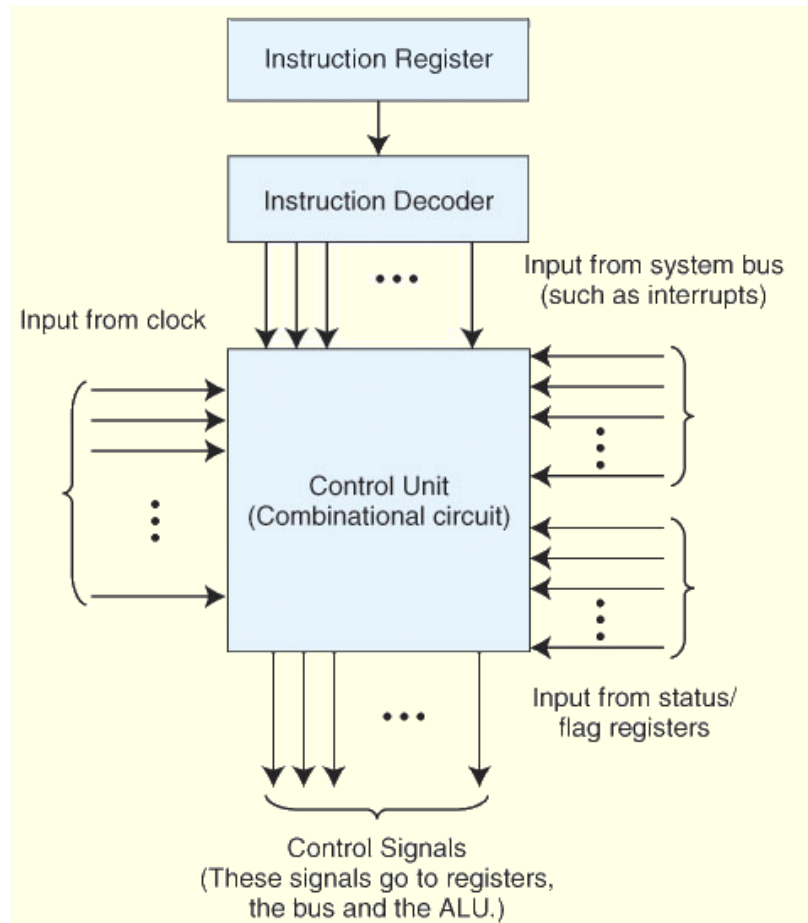 Instruction Register
Instruction Decoder
Input from system bus
(such as interrupts)
Input from clock
Control Unit
(Combinational circuit)
Input from status/
flag registers
Control Signals
(These signals go to registers,
the bus and the ALU.)